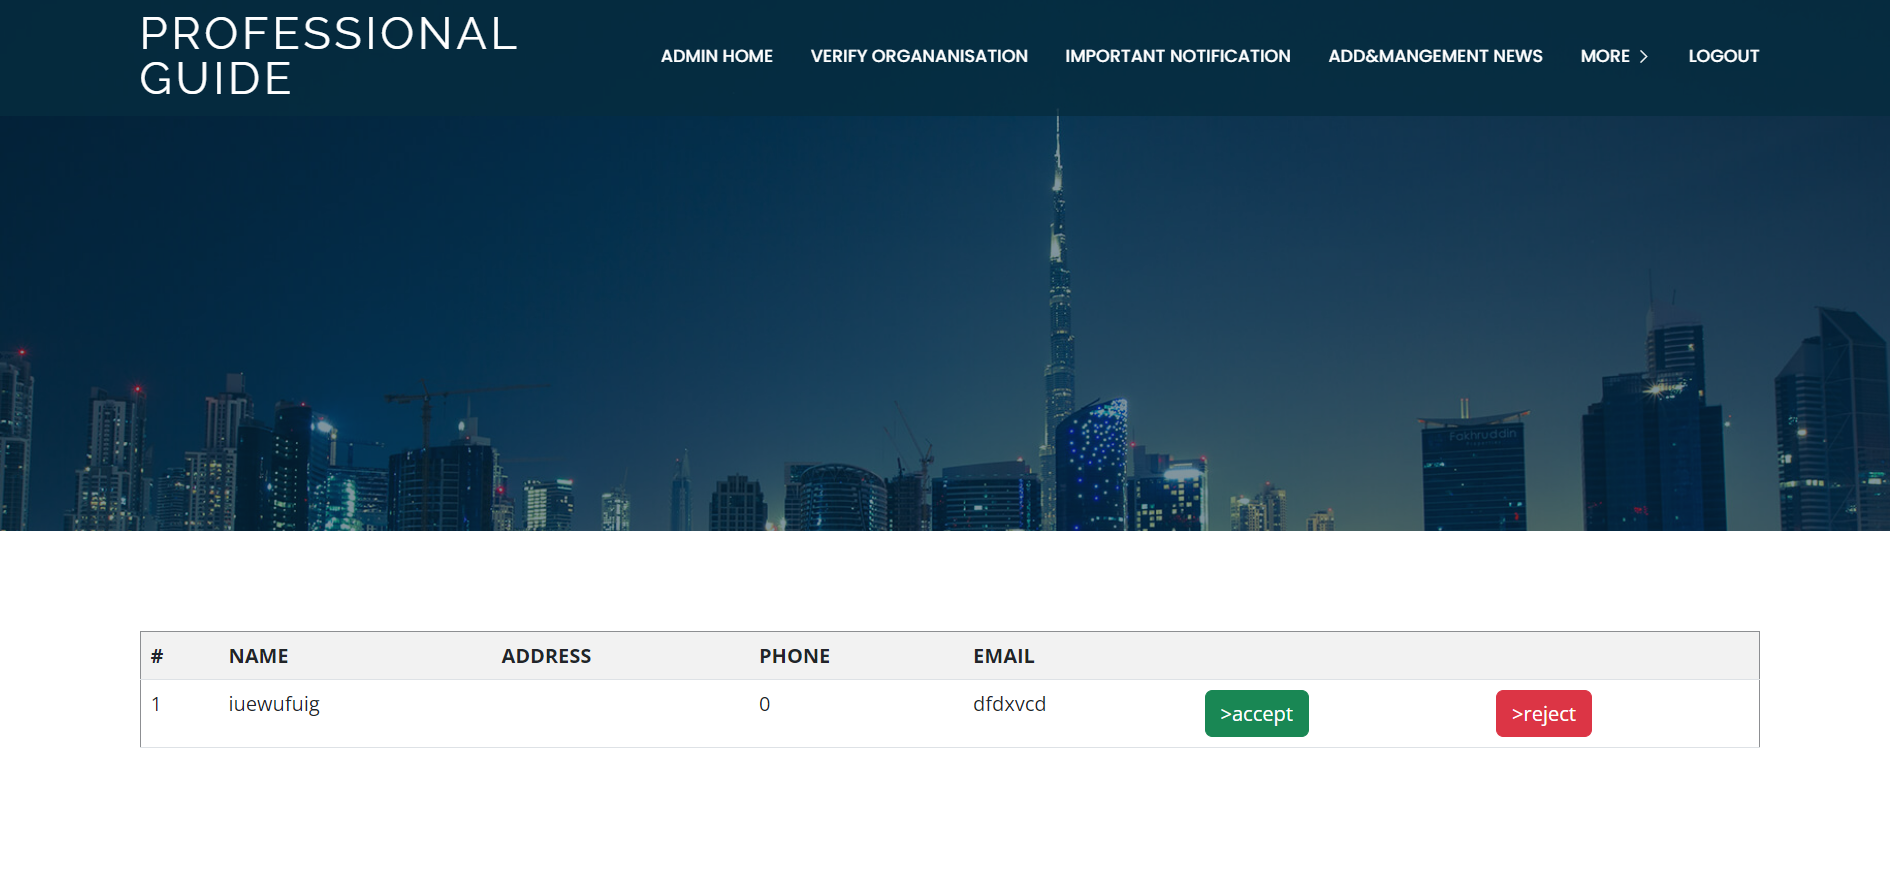 PROFESSIONAL
GUIDE
ADMIN HOME VERIFY ORGANANISATION IMPORTANT NOTIFICATION ADD&MANGEMENT NEWS MORE LOGOUT
Fakhruddin
# NAME ADDRESS PHONE EMAIL
1 iuewufuig 0 dfdxvcd >accept >reject